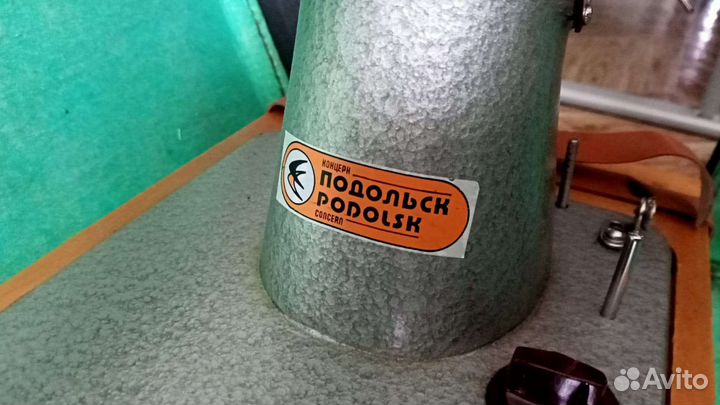 КОНЦЕРН
ПОДОЛЬСК
PODOLSK
CONCERN
Avito